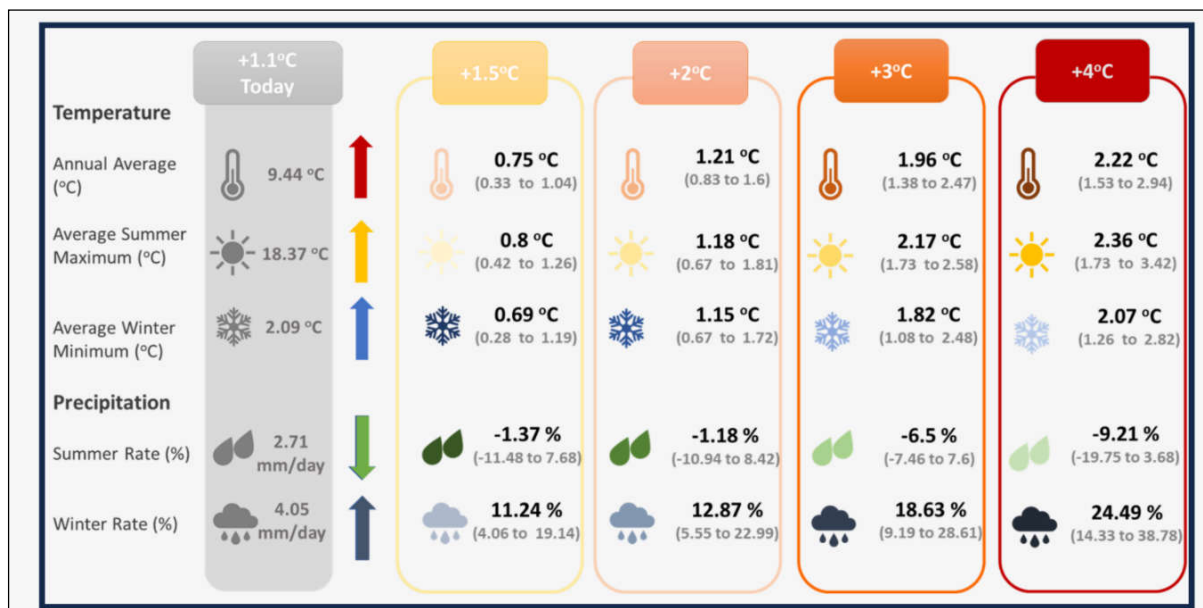 +1.1°C
Today
+1.5°C
+2°C
+3°C
+4°C
Temperature
Annual Average
(°C)
9.44 °C
0.75 °C
(0.33 to 1.04)
1.21 °C
(0.83 to 1.6)
1.96 °C
(1.38 to 2.47)
2.22 °C
(1.53 to 2.94)
Average Summer
Maximum (°C)
18.37 °C
0.8 °C
(0.42 to 1.26)
1.18 °C
(0.67 to 1.81)
2.17 °C
(1.73 to 2.58)
2.36 °C
(1.73 to 3.42)
Average Winter
Minimum (°C)
2.09 °C
0.69 °C
(0.28 to 1.19)
1.15 °C
(0.67 to 1.72)
1.82 °C
(1.08 to 2.48)
2.07 °C
(1.26 to 2.82)
Precipitation
Summer Rate (%)
2.71
mm/day
-1.37 %
(-11.48 to 7.68)
-1.18 %
(-10.94 to 8.42)
-6.5 %
(-7.46 to 7.6)
-9.21 %
(-19.75 to 3.68)
Winter Rate (%)
4.05
mm/day
11.24 %
(4.06 to 19.14)
12.87 %
(5.55 to 22.99)
18.63 %
(9.19 to 28.61)
24.49 %
(14.33 to 38.78)